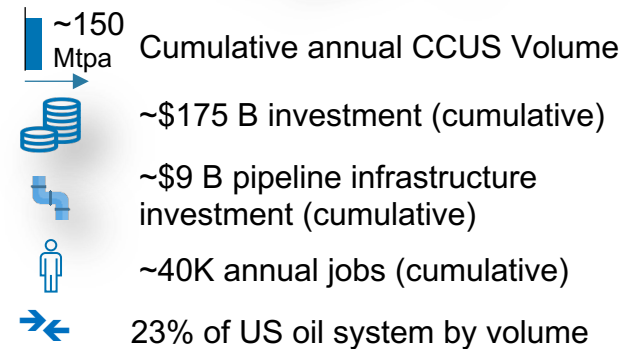 ~150
Mtpa
Cumulative annual CCUS Volume
~$175 B investment (cumulative)
~$9 B pipeline infrastructure
investment (cumulative)
~40K annual jobs (cumulative)
23% of US oil system by volume